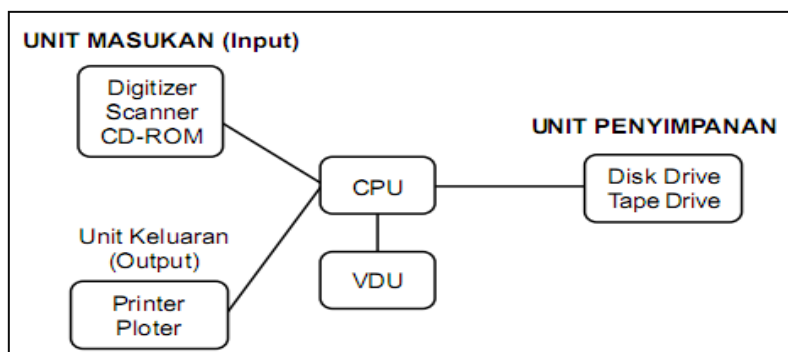 UNIT MASUKAN (Input)
Digitizer
Scanner
CD-ROM
UNIT PENYIMPANAN
CPU
Disk Drive
Tape Drive
Unit Keluaran
(Output)
VDU
Printer
Ploter